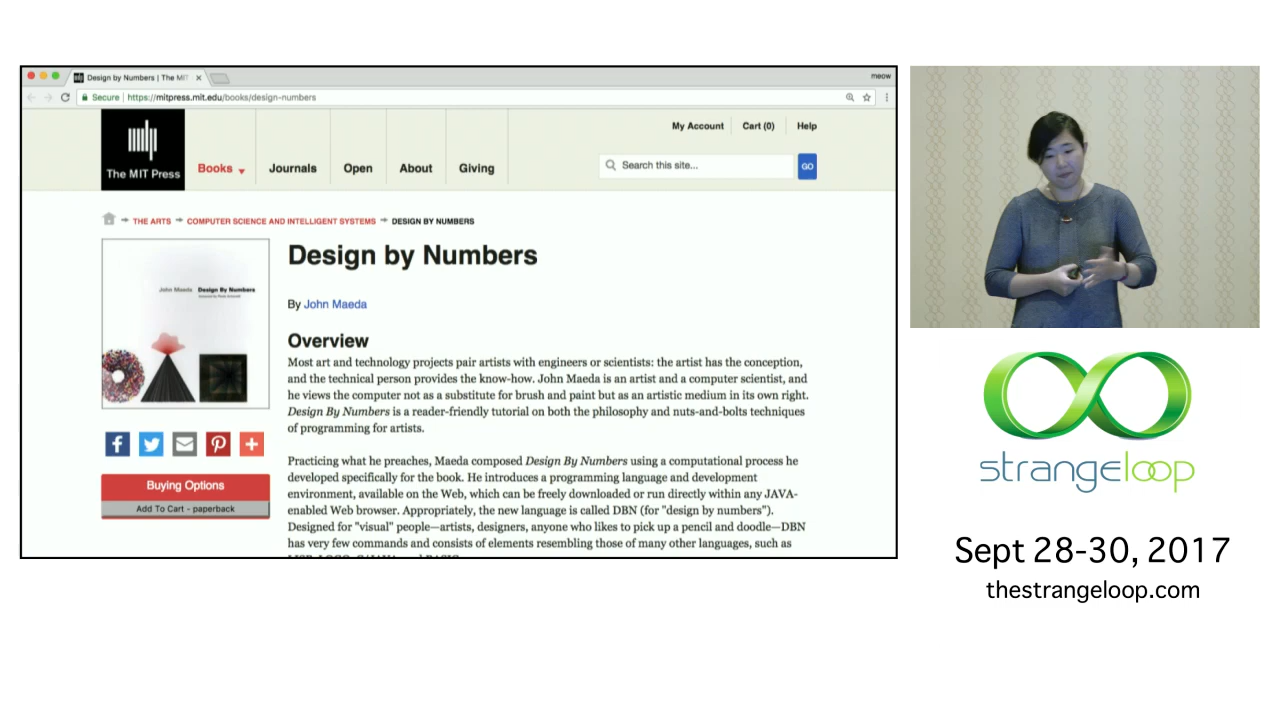 Design by Numbers | The MIT
meow
Secure
https://mitpress.mit.edu/books/design-numbers
My Account
Cart (0)
Help
The MIT Press
Books
Journals
Open
About
Giving
Search this site...
GO
THE ARTS
COMPUTER SCIENCE AND INTELLIGENT SYSTEMS
DESIGN BY NUMBERS
John Maeda Design By Numbers
Design by Numbers
By John Maeda
Overview
Most art and technology projects pair artists with engineers or scientists: the artist has the conception,
and the technical person provides the know-how. John Maeda is an artist and a computer scientist, and
he views the computer not as a substitute for brush and paint but as an artistic medium in its own right.
Design By Numbers is a reader-friendly tutorial on both the philosophy and nuts-and-bolts techniques
of programming for artists.
Buying Options
Add To Cart - paperback
Practicing what he preaches, Maeda composed Design By Numbers using a computational process he
developed specifically for the book. He introduces a programming language and development
environment, available on the Web, which can be freely downloaded or run directly within any JAVA-
enabled Web browser. Appropriately, the new language is called DBN (for "design by numbers").
Designed for "visual" people—artists, designers, anyone who likes to pick up a pencil and doodle—DBN
has very few commands and consists of elements resembling those of many other languages, such as
strangeloop
Sept 28-30, 2017
thestrangeloop.com